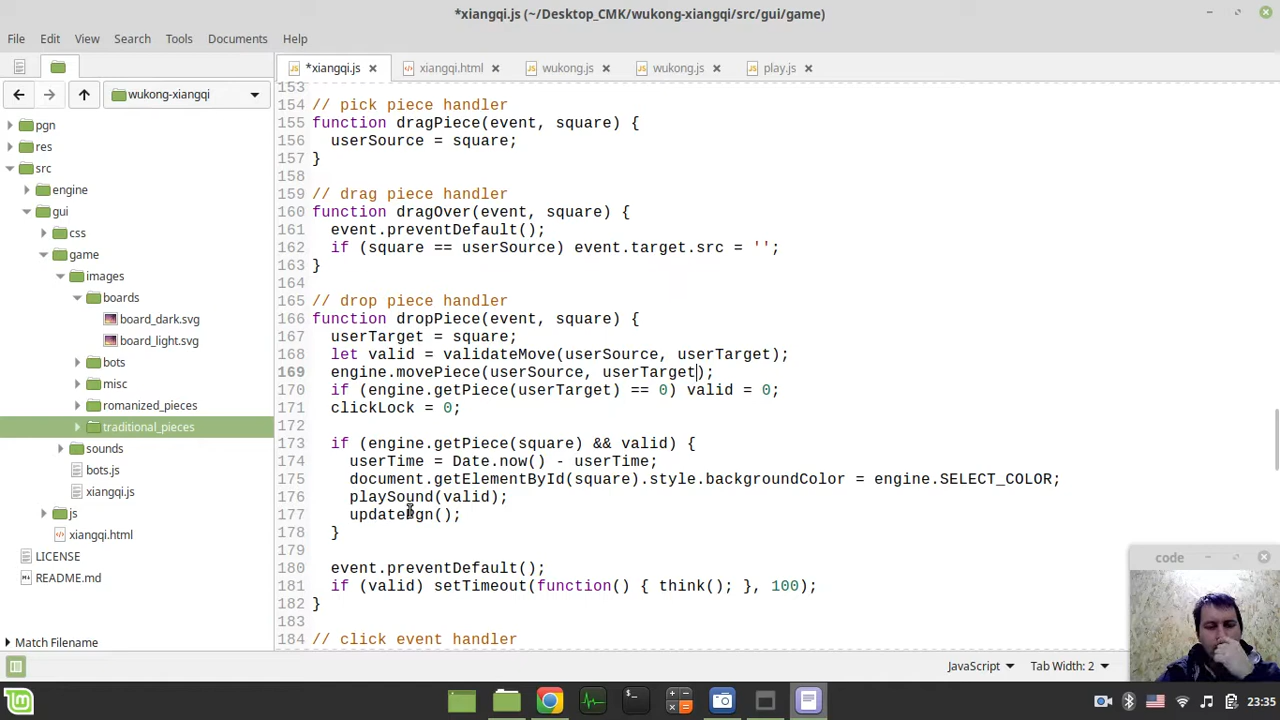 *xiangqi.js (~/Desktop_CMK/wukong-xiangqi/src/gui/game)
File Edit View Search Tools Documents Help
*xiangqi.js xiangqi.html wukong.js wukong.js play.js
wukong-xiangqi
pgn
res
src
engine
gui
css
game
images
boards
board_dark.svg
board_light.svg
bots
misc
romanized_pieces
traditional_pieces
sounds
bots.js
xiangqi.js
js
xiangqi.html
LICENSE
README.md
Match Filename
153
154 // pick piece handler
155 function dragPiece(event, square) {
156 userSource = square;
157 }
158
159 // drag piece handler
160 function dragOver(event, square) {
161 event.preventDefault();
162 if (square == userSource) event.target.src = '';
163 }
164
165 // drop piece handler
166 function dropPiece(event, square) {
167 userTarget = square;
168 let valid = validateMove(userSource, userTarget);
169 engine.movePiece(userSource, userTarget);
170 if (engine.getPiece(userTarget) == 0) valid = 0;
171 clickLock = 0;
172
173 if (engine.getPiece(square) && valid) {
174 userTime = Date.now() - userTime;
175 document.getElementById(square).style.backgroundColor = engine.SELECT_COLOR;
176 playSound(valid);
177 updatePgn();
178 }
179
180 event.preventDefault();
181 if (valid) setTimeout(function() { think(); }, 100);
182 }
183
184 // click event handler
code
JavaScript Tab Width: 2
23:35